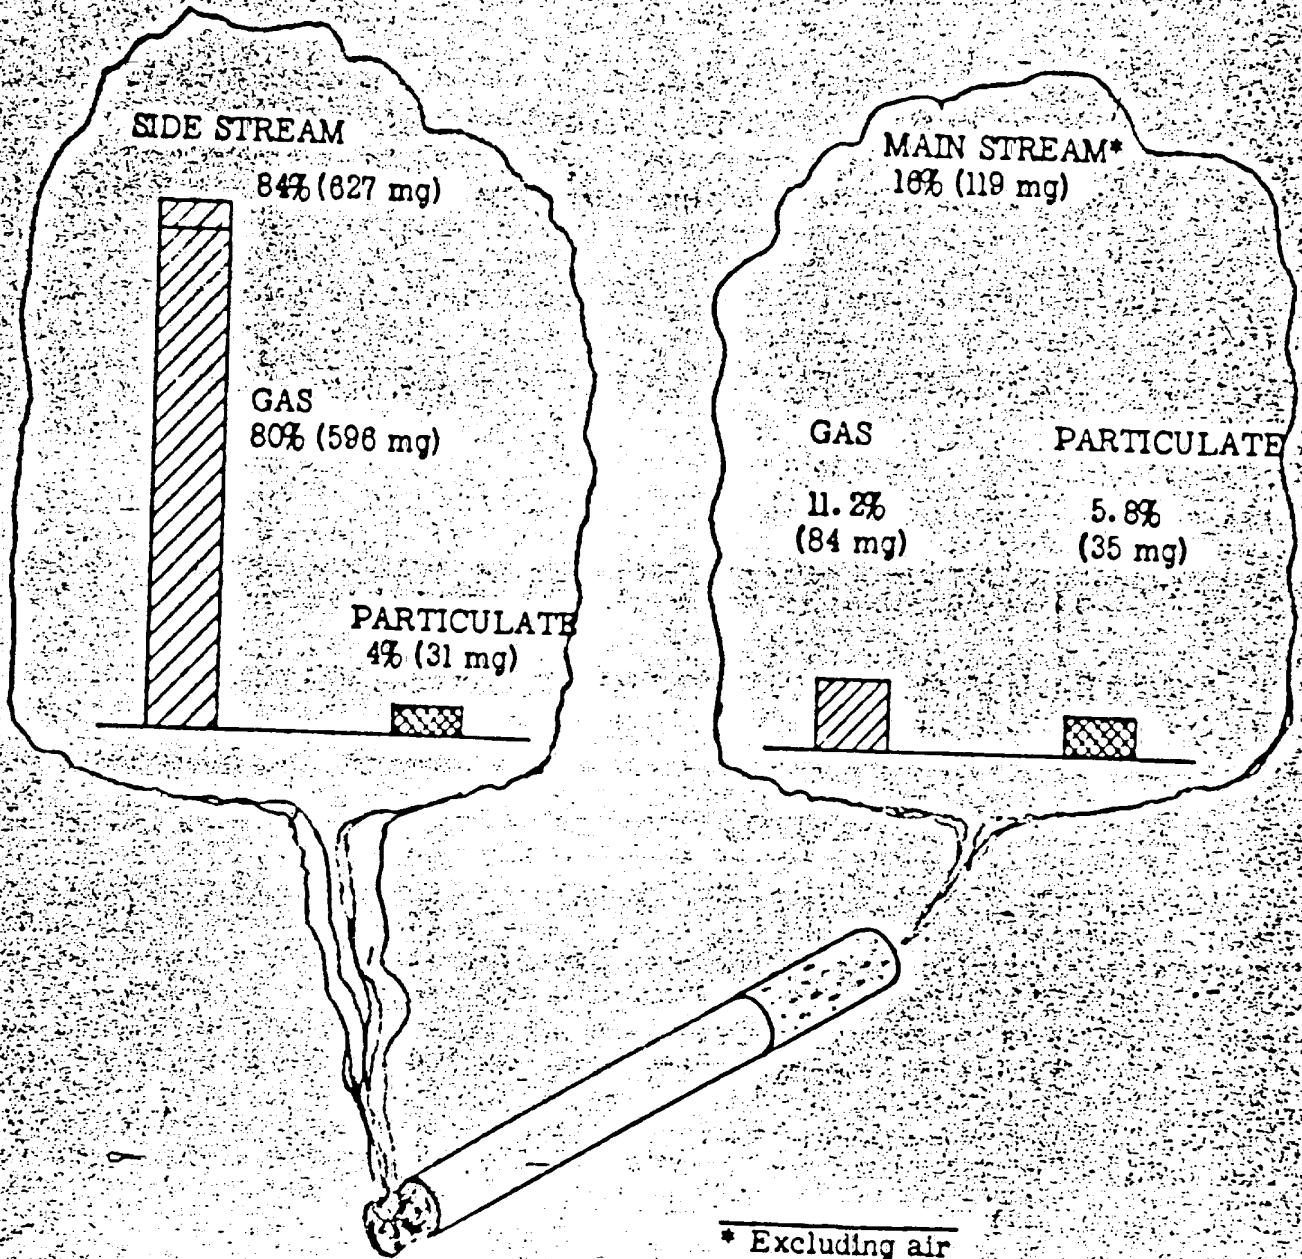 SIDE STREAM
84% (627 mg)
GAS
80% (596 mg)
PARTICULATE
4% (31 mg)
MAIN STREAM*
16% (119 mg)
GAS
11.2%
(84 mg)
PARTICULATE
5.8%
(35 mg)
* Excluding air